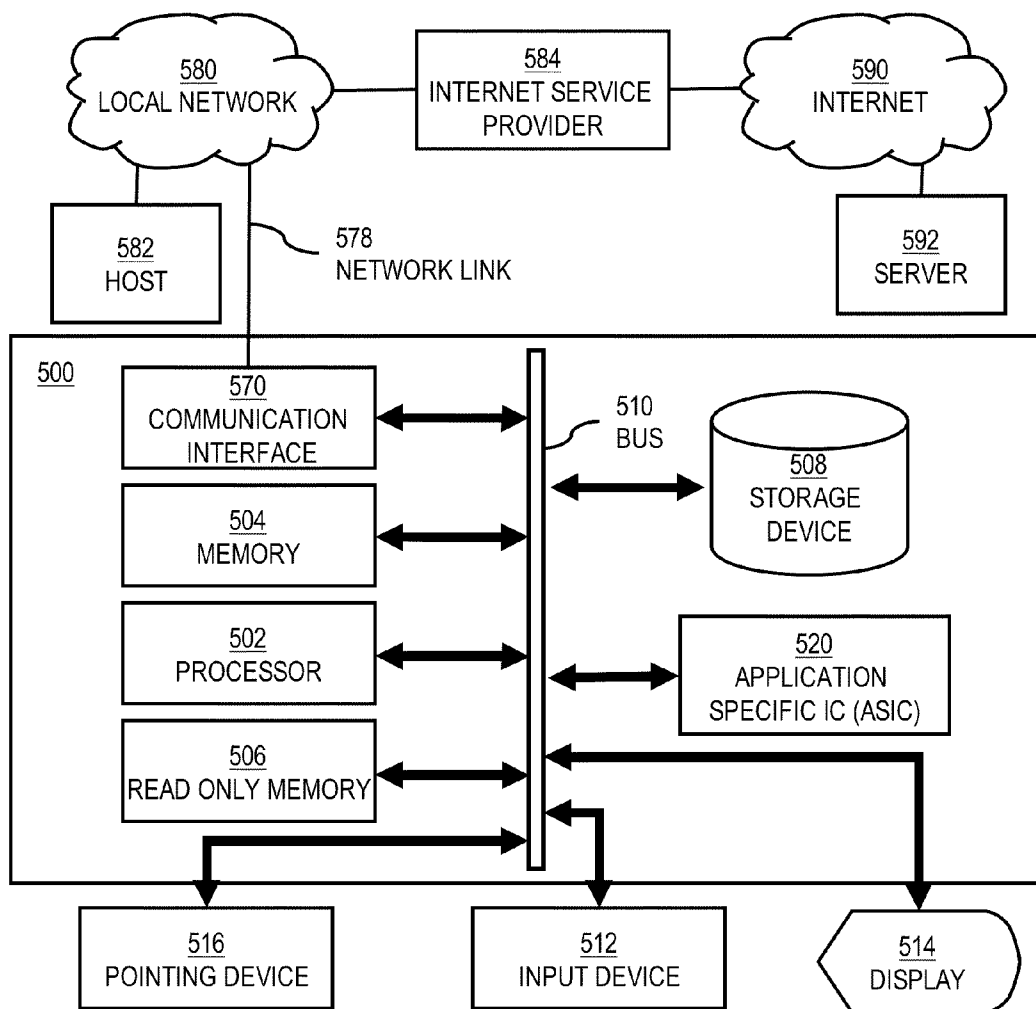 580
LOCAL NETWORK
584
INTERNET SERVICE
PROVIDER
590
INTERNET
582
HOST
578
NETWORK LINK
592
SERVER
500
570
COMMUNICATION
INTERFACE
510
BUS
508
STORAGE
DEVICE
504
MEMORY
502
PROCESSOR
520
APPLICATION
SPECIFIC IC (ASIC)
506
READ ONLY MEMORY
516
POINTING DEVICE
512
INPUT DEVICE
514
DISPLAY